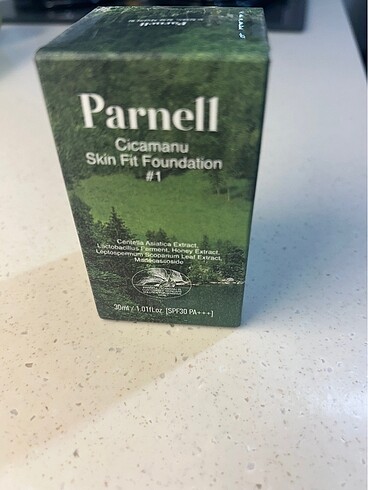 Parnell
Parnell
Cicamanu
Skin Fit Foundation
#1
Centella Asiatica Extract,
Lactobacillus Ferment, Honey Extract,
Leptospermum Scoparium Leaf Extract,
Madecassoside
30ml / 1.01fl.oz. [SPF30 PA+++]